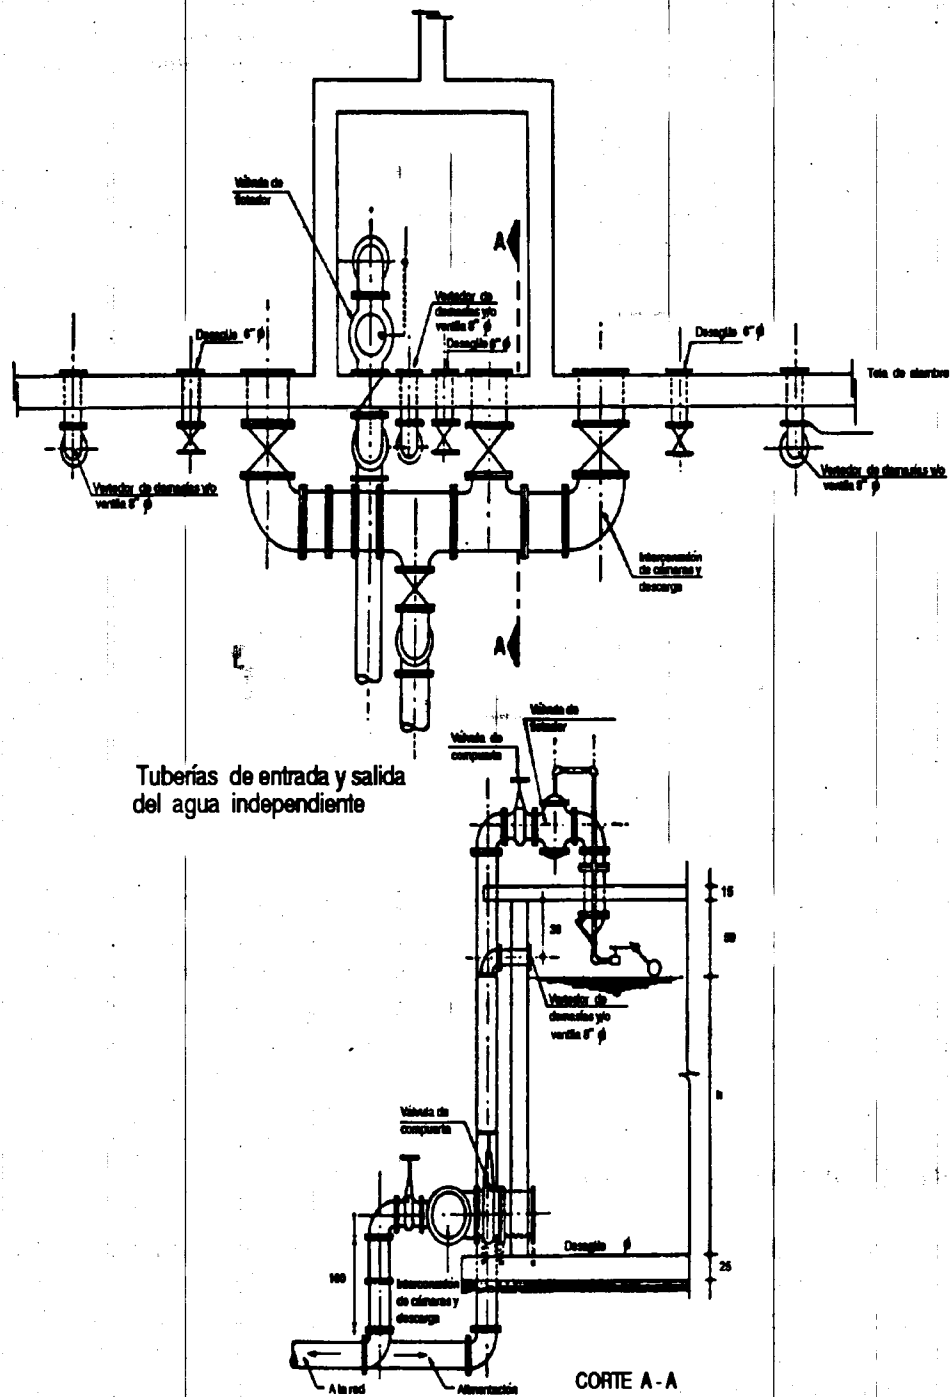 Válvula de
flotador
A
Vertedor de
demasías y/o
ventila 8" ϕ
Desagüe 6" ϕ
Desagüe 6" ϕ
Desagüe 6" ϕ
Tela de alambre
Vertedor de demasías y/o
ventila 8" ϕ
Vertedor de demasías y/o
ventila 8" ϕ
Interconexión
de cámaras y
descarga
A
Válvula de
flotador
Válvula de
compuerta
Tuberías de entrada y salida
del agua independiente
15
Vertedor de
demasías y/o
ventila 8" ϕ
Válvula de
compuerta
Desagüe ϕ
25
Interconexión
de cámaras y
descarga
A la red
Alimentación
CORTE A - A